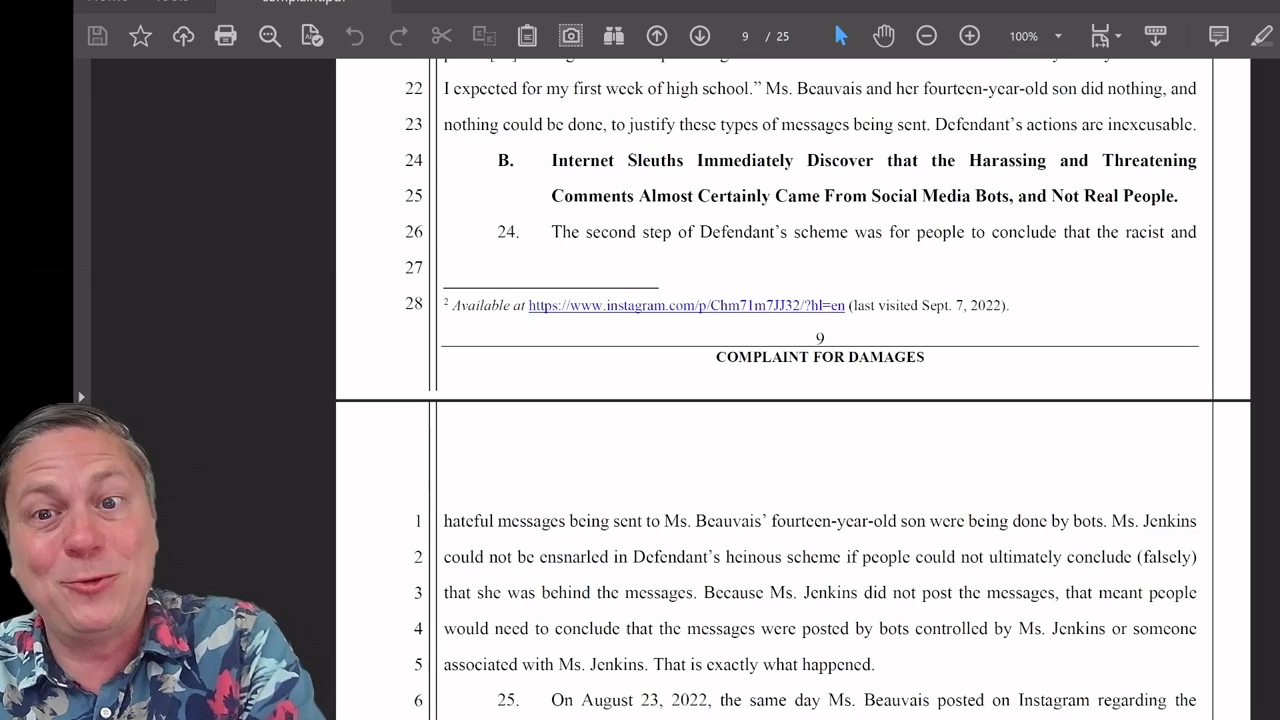 complaint.pdf
9 / 25
100%
22 I expected for my first week of high school.” Ms. Beauvais and her fourteen-year-old son did nothing, and
23 nothing could be done, to justify these types of messages being sent. Defendant’s actions are inexcusable.
24 B. Internet Sleuths Immediately Discover that the Harassing and Threatening
25 Comments Almost Certainly Came From Social Media Bots, and Not Real People.
26 24. The second step of Defendant’s scheme was for people to conclude that the racist and
27
28 2 Available at https://www.instagram.com/p/Chm71m7JJ32/?hl=en (last visited Sept. 7, 2022).
9
COMPLAINT FOR DAMAGES
1 hateful messages being sent to Ms. Beauvais’ fourteen-year-old son were being done by bots. Ms. Jenkins
2 could not be ensnarled in Defendant’s heinous scheme if people could not ultimately conclude (falsely)
3 that she was behind the messages. Because Ms. Jenkins did not post the messages, that meant people
4 would need to conclude that the messages were posted by bots controlled by Ms. Jenkins or someone
5 associated with Ms. Jenkins. That is exactly what happened.
6 25. On August 23, 2022, the same day Ms. Beauvais posted on Instagram regarding the